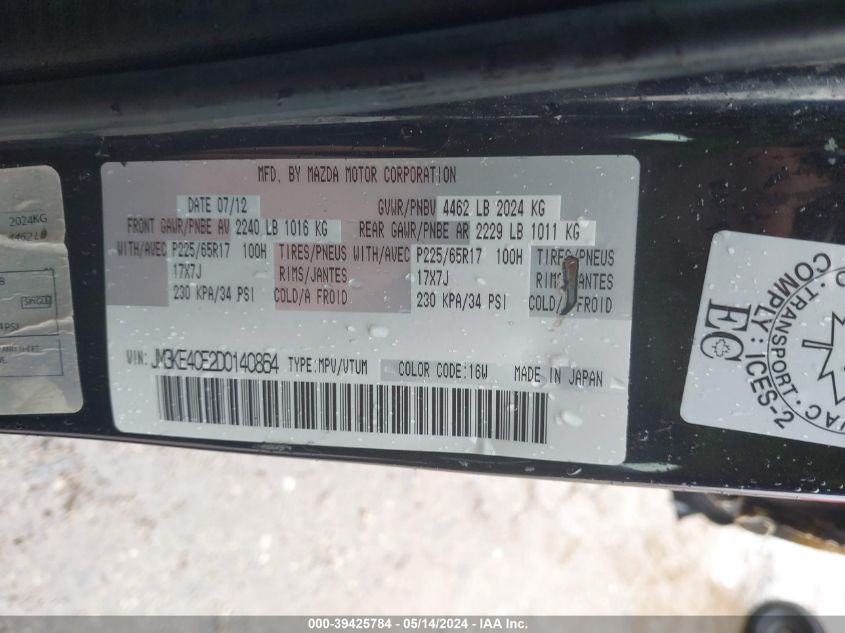 MFD. BY MAZDA MOTOR CORPORATION
DATE 07/12 GVWR/PNBV 4462 LB 2024 KG
FRONT GAWR/PNBE AV 2240 LB 1016 KG REAR GAWR/PNBE AR 2229 LB 1011 KG
WITH/AVEC P225/65R17 100H TIRES/PNEUS WITH/AVEC P225/65R17 100H TIRES/PNEUS
17X7J RIMS/JANTES 17X7J RIMS/JANTES
230 KPA/34 PSI COLD/A FROID 230 KPA/34 PSI COLD/A FROID
VIN: JM3KE4CE2D0140864 TYPE:MPV/VTUM COLOR CODE:16W MADE IN JAPAN
2024KG
4462LB
SINGLE
COMPLY : ICES-2
EC
TRANSPORT
000-39425784 - 05/14/2024 - IAA Inc.